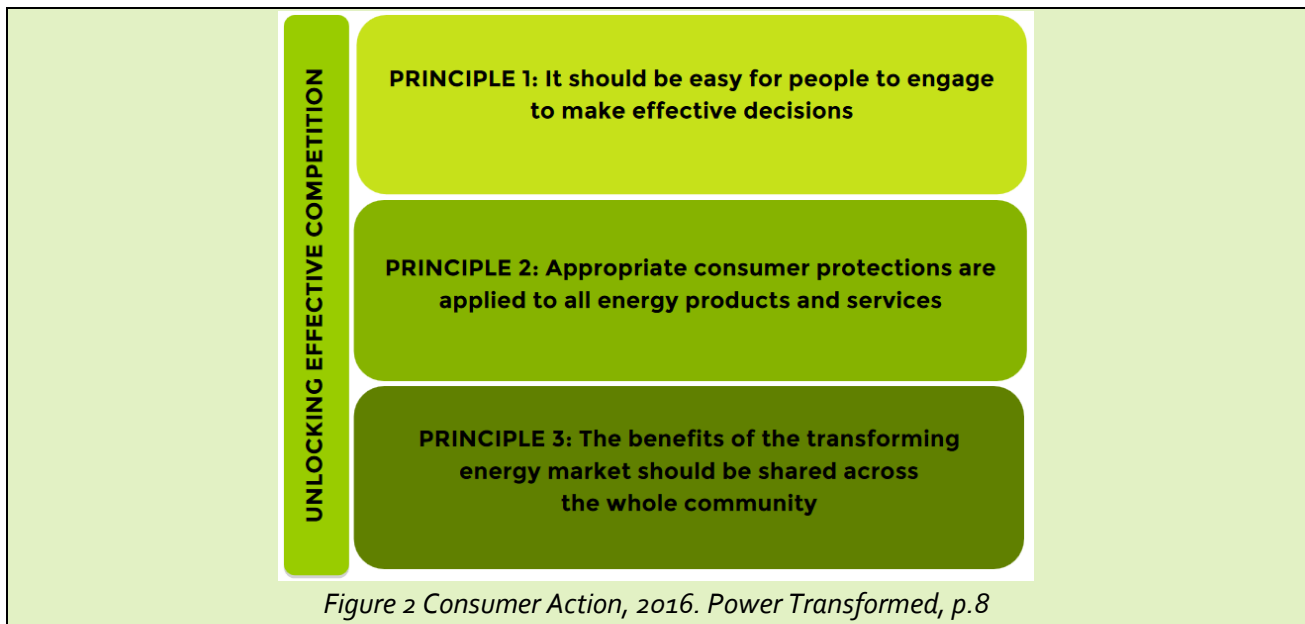 UNLOCKING EFFECTIVE COMPETITION
PRINCIPLE 1: It should be easy for people to engage
to make effective decisions
PRINCIPLE 2: Appropriate consumer protections are
applied to all energy products and services
PRINCIPLE 3: The benefits of the transforming
energy market should be shared across
the whole community
Figure 2 Consumer Action, 2016. Power Transformed, p.8